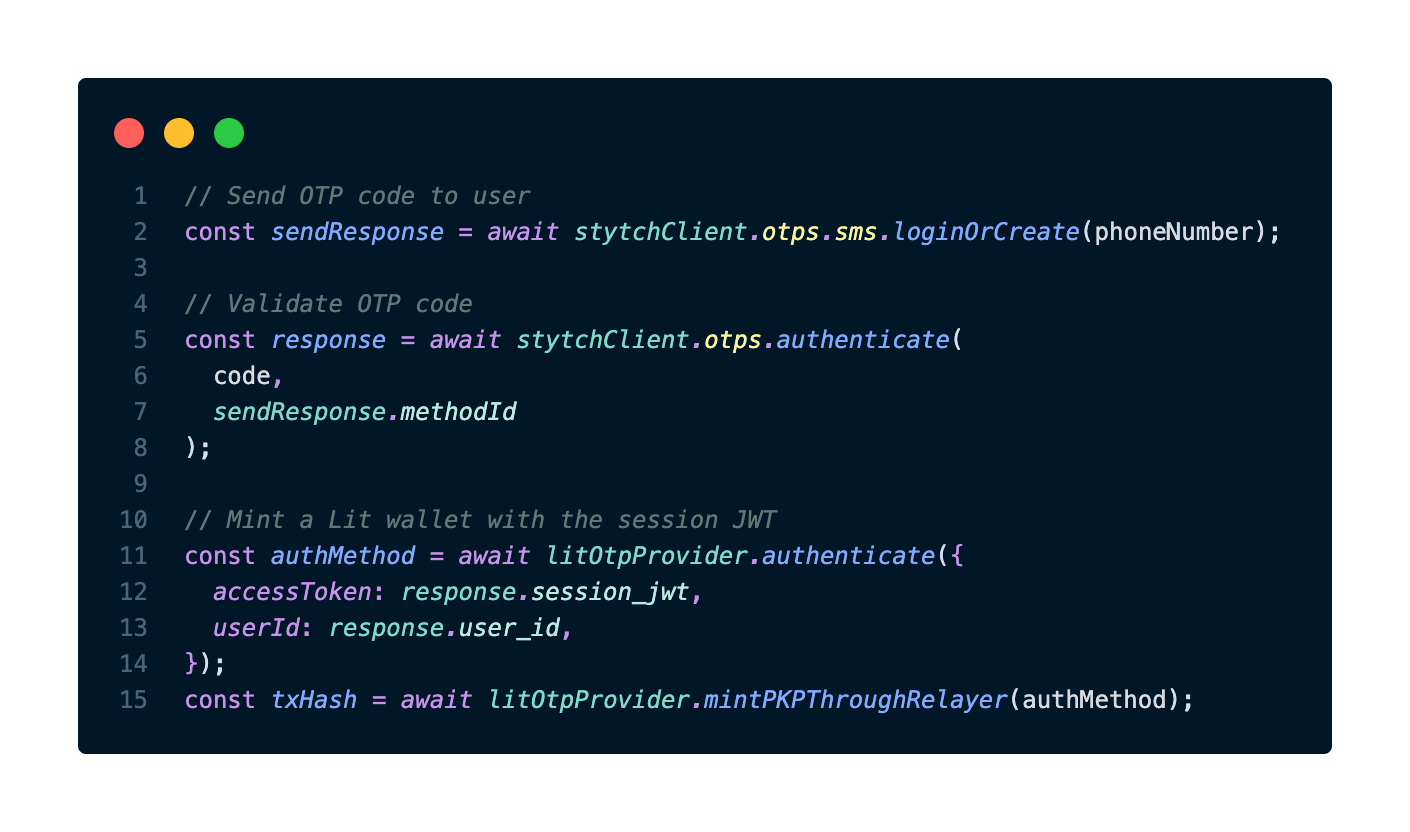 1 // Send OTP code to user
2 const sendResponse = await stytchClient.otps.sms.loginOrCreate(phoneNumber);
3
4 // Validate OTP code
5 const response = await stytchClient.otps.authenticate(
6   code,
7   sendResponse.methodId
8 );
9
10 // Mint a Lit wallet with the session JWT
11 const authMethod = await litOtpProvider.authenticate({
12   accessToken: response.session_jwt,
13   userId: response.user_id,
14 });
15 const txHash = await litOtpProvider.mintPKPThroughRelayer(authMethod);